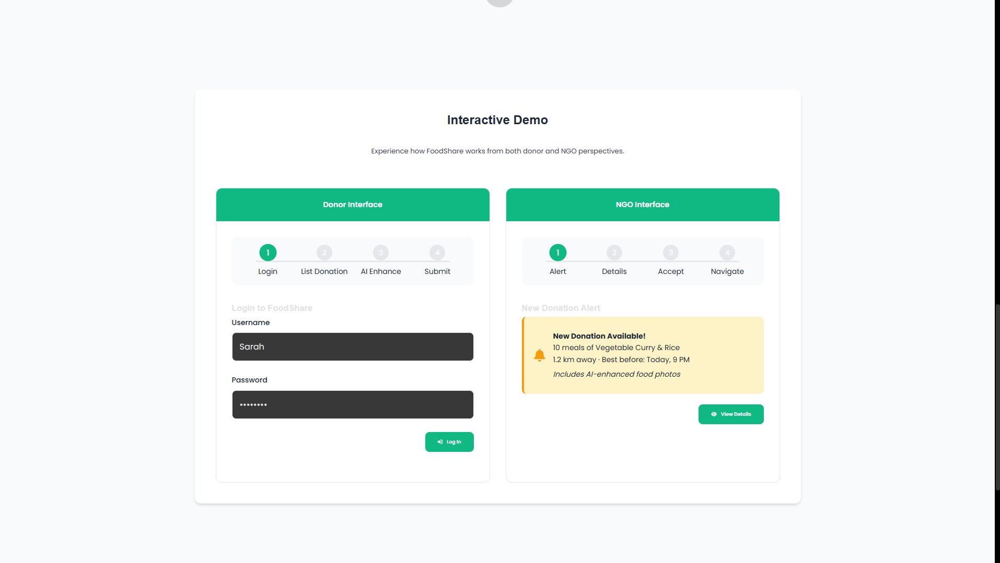 Interactive Demo
Experience how FoodShare works from both donor and NGO perspectives.
Donor Interface
1 2 3 4
Login List Donation AI Enhance Submit
Login to FoodShare
Username
Sarah
Password
••••••••
Log In
NGO Interface
1 2 3 4
Alert Details Accept Navigate
New Donation Alert
New Donation Available!
10 meals of Vegetable Curry & Rice
1.2 km away · Best before: Today, 9 PM
Includes AI-enhanced food photos
View Details